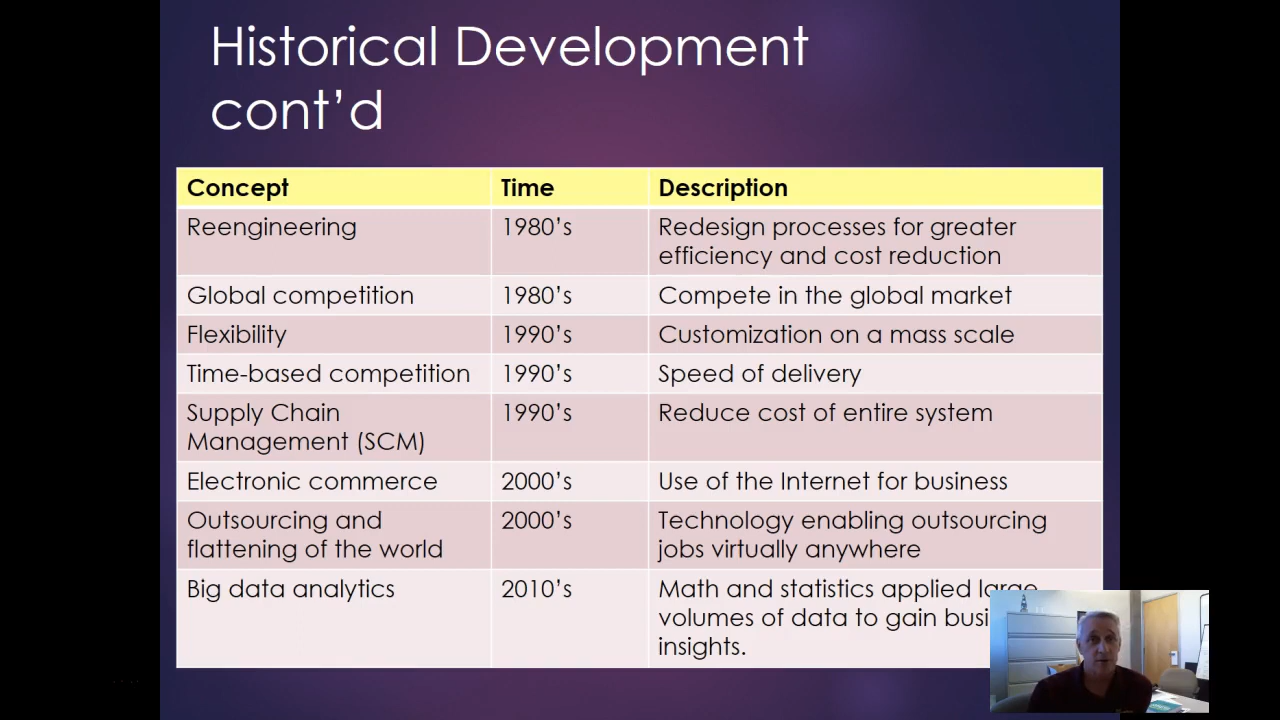 Historical Development
cont’d
Concept Time Description
Reengineering 1980’s Redesign processes for greater
efficiency and cost reduction
Global competition 1980’s Compete in the global market
Flexibility 1990’s Customization on a mass scale
Time-based competition 1990’s Speed of delivery
Supply Chain 1990’s Reduce cost of entire system
Management (SCM)
Electronic commerce 2000’s Use of the Internet for business
Outsourcing and 2000’s Technology enabling outsourcing
flattening of the world jobs virtually anywhere
Big data analytics 2010’s Math and statistics applied large
volumes of data to gain
insights.